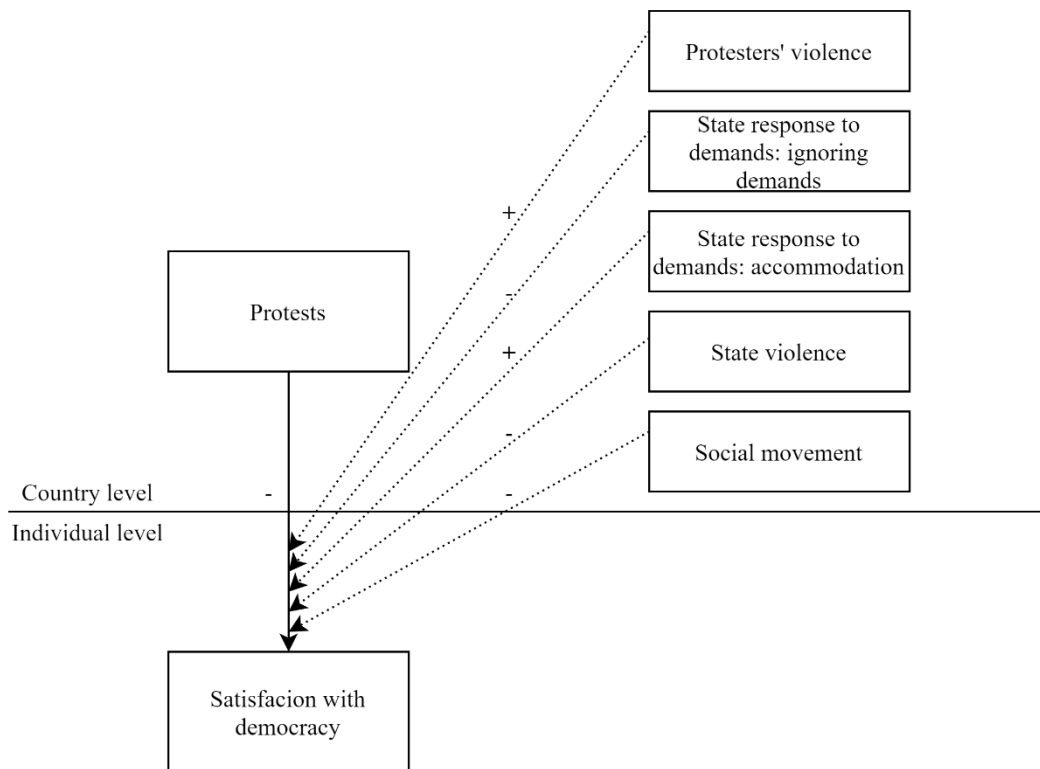 Protesters' violence
State response to
demands: ignoring
demands
+
State response to
demands: accommodation
-
Protests
+
State violence
-
Social movement
Country level
-
-
Individual level
Satisfacion with
democracy